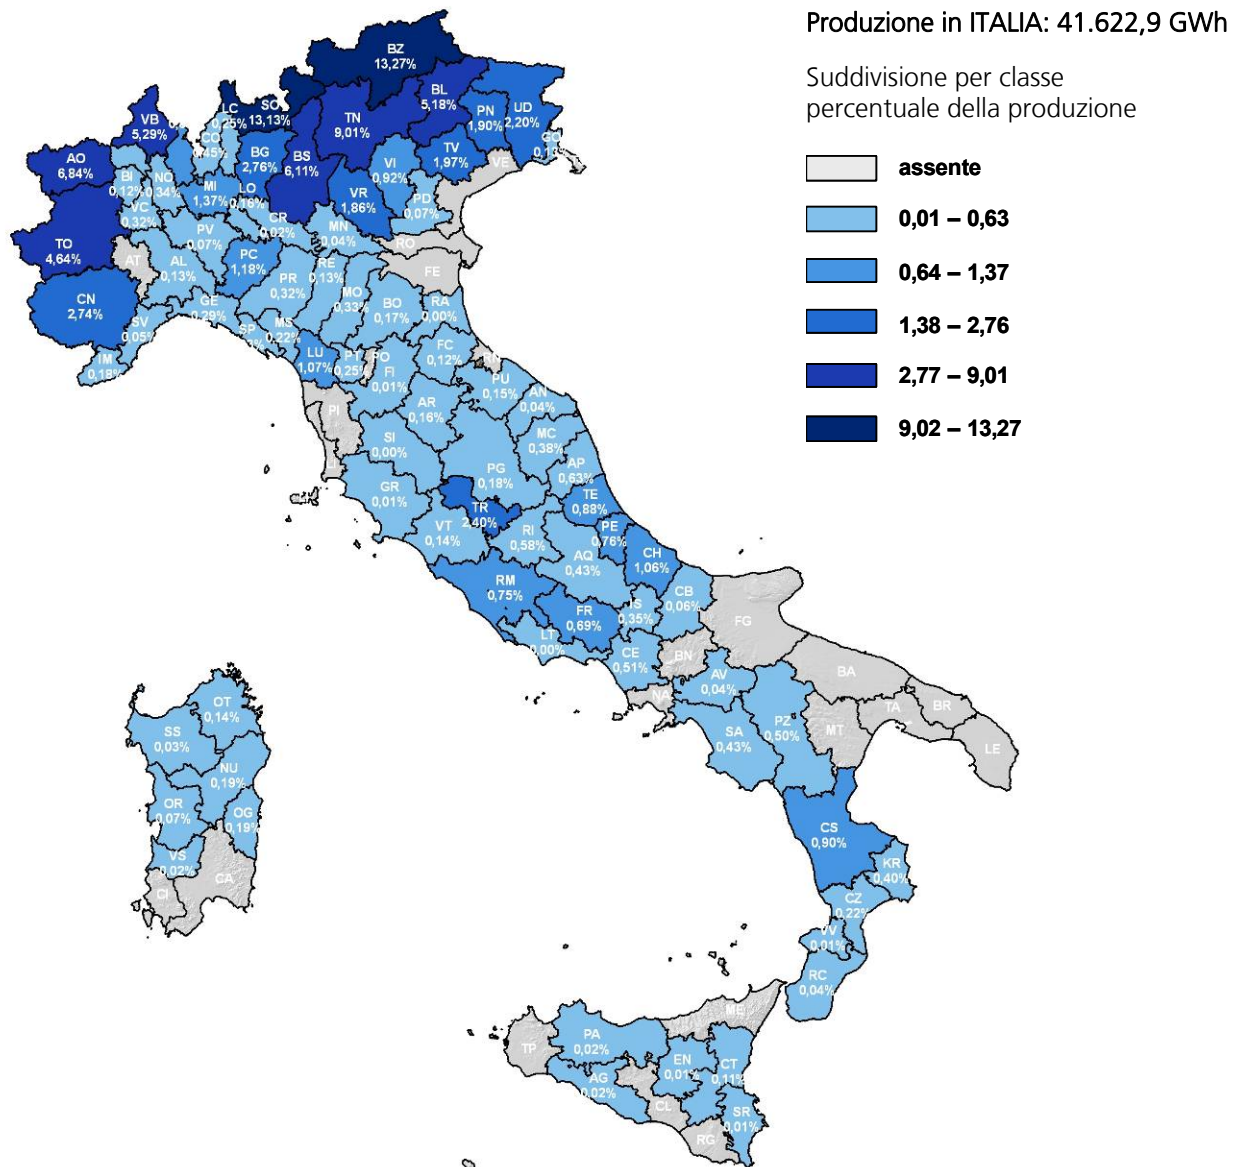 Produzione in ITALIA: 41.622,9 GWh
Suddivisione per classe
percentuale della produzione
assente
0,01 – 0,63
0,64 – 1,37
1,38 – 2,76
2,77 – 9,01
9,02 – 13,27
BZ
13,27%
LC
0,25%
SO
13,13%
BL
5,18%
TN
9,01%
PN
1,90%
UD
2,20%
GO
VB
5,29%
CO
0,45%
BG
2,76%
BS
6,11%
VI
0,92%
TV
1,97%
VE
AO
6,84%
BI
0,12%
NO
0,34%
MI
1,37%
LO
0,16%
VR
1,86%
PD
0,07%
VC
0,32%
PV
0,07%
CR
0,02%
MN
0,04%
RO
TO
4,64%
AT
AL
0,13%
PC
1,18%
PR
0,32%
RE
0,13%
MO
0,33%
FE
CN
2,74%
SV
0,05%
GE
0,29%
SP
MS
0,22%
BO
0,17%
RA
0,00%
IM
0,18%
LU
1,07%
PT
0,25%
PO
FI
0,01%
FC
0,12%
RN
PU
0,15%
AN
0,04%
PI
LI
AR
0,16%
SI
0,00%
MC
0,38%
AP
0,63%
PG
0,18%
GR
0,01%
TE
0,88%
TR
2,40%
VT
0,14%
RI
0,58%
PE
0,76%
AQ
0,43%
CH
1,06%
RM
0,75%
FR
0,69%
IS
0,35%
CB
0,06%
FG
LT
0,00%
CE
0,51%
BN
NA
AV
0,04%
BA
SA
0,43%
PZ
0,50%
MT
TA
BR
LE
OT
0,14%
SS
0,03%
NU
0,19%
OR
0,07%
OG
0,19%
VS
0,02%
CI
CA
CS
0,90%
KR
0,40%
CZ
0,22%
VV
0,01%
RC
0,04%
ME
TP
PA
0,02%
EN
0,01%
CT
0,11%
AG
0,02%
CL
SR
0,01%
RG